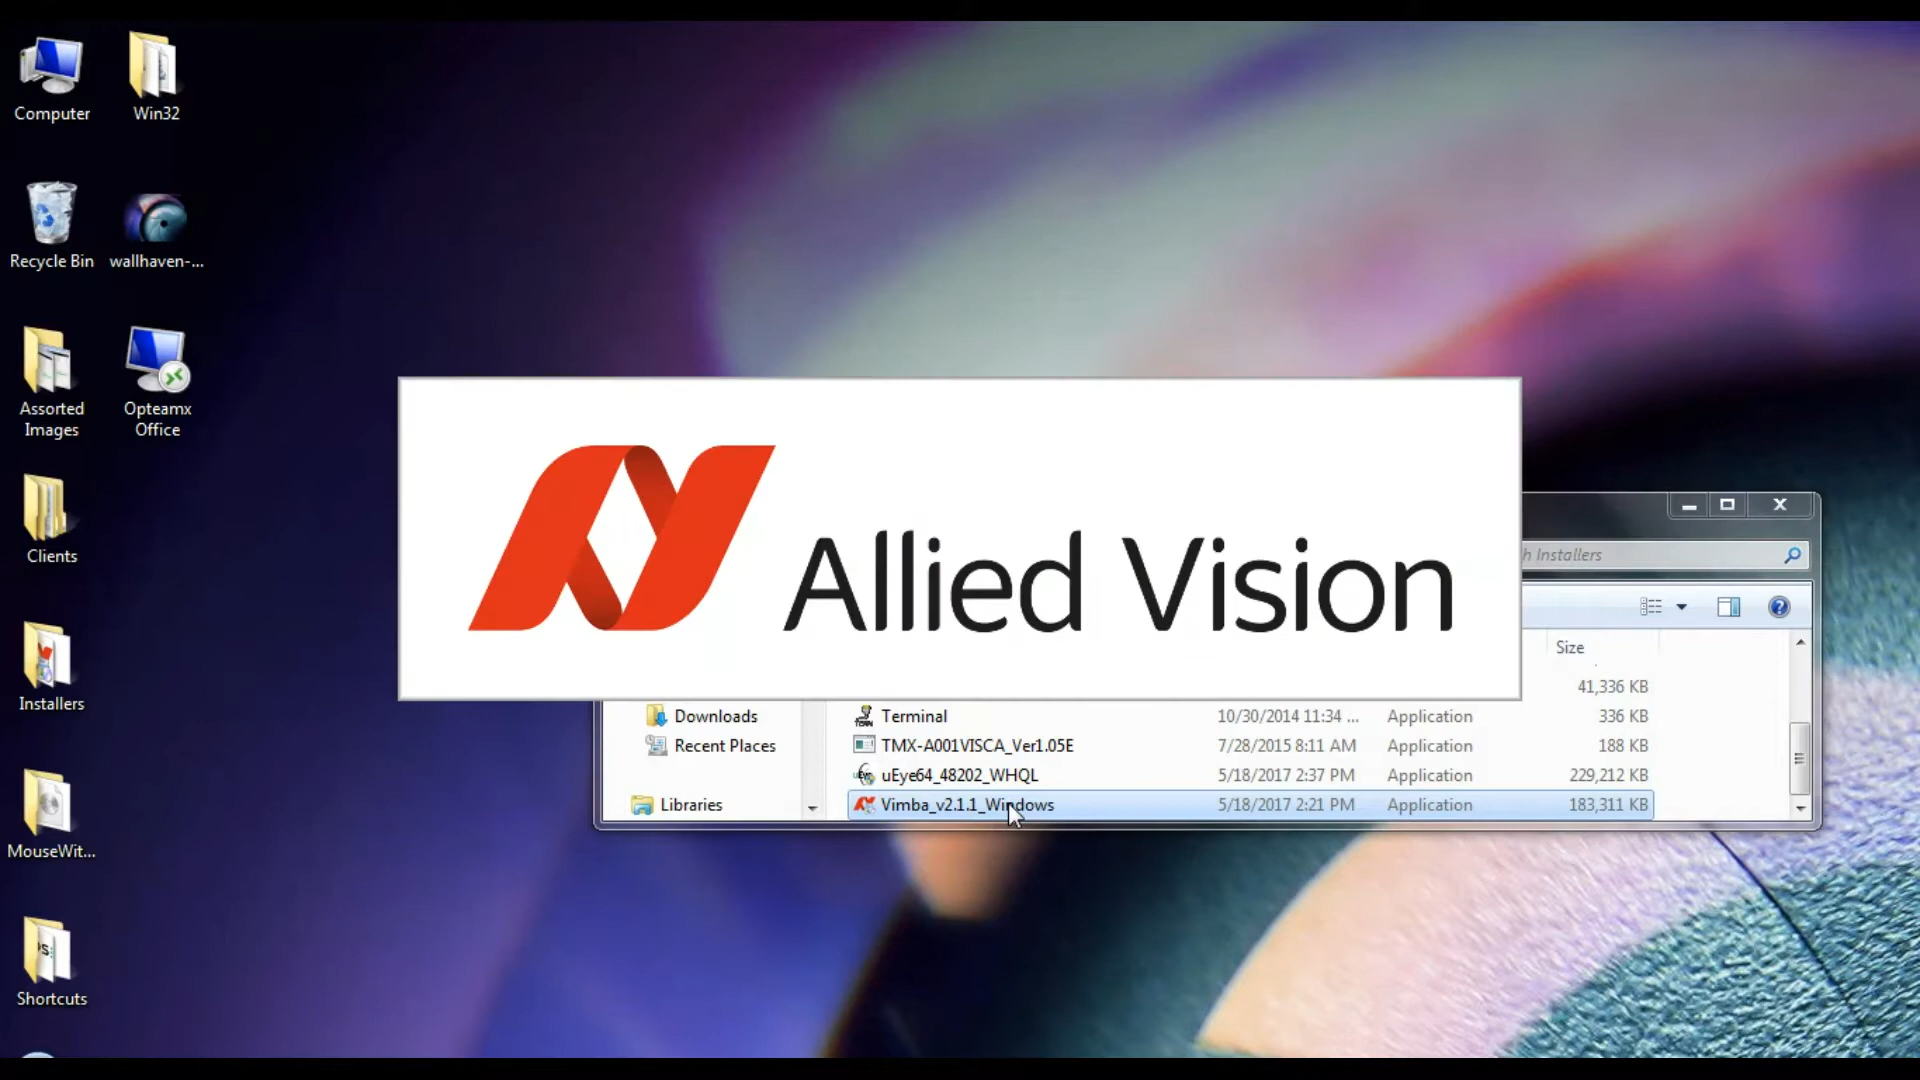 Computer
Win32
Recycle Bin
wallhaven-...
Assorted
Images
Opteamx
Office
Clients
Installers
MouseWit...
Shortcuts
Allied Vision
h Installers
Size
41,336 KB
Downloads
Terminal
10/30/2014 11:34 ...
Application
336 KB
Recent Places
TMX-A001VISCA_Ver1.05E
7/28/2015 8:11 AM
Application
188 KB
uEye64_48202_WHQL
5/18/2017 2:37 PM
Application
229,212 KB
Libraries
Vimba_v2.1.1_Windows
5/18/2017 2:21 PM
Application
183,311 KB